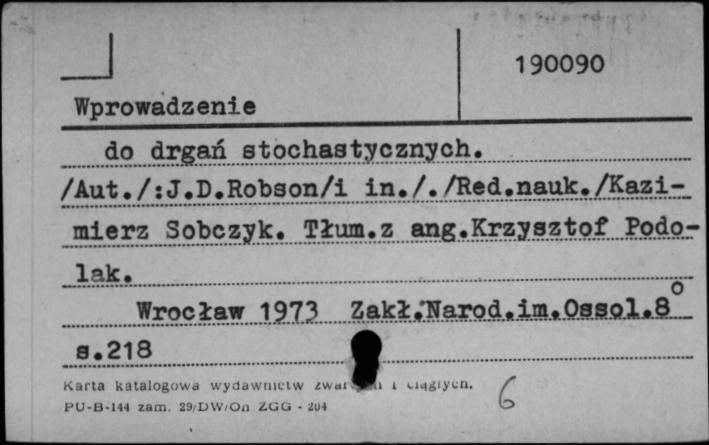 190090
Wprowadzenie
do drgań stochastycznych.
/Aut./:J.D.Robson/i in./. /Red.nauk./Kazi-
mierz Sobczyk. Tłum.z ang.Krzysztof Podo-
lak.
Wrocław 1973 Zakł.Narod.im.Ossol.8°
s.218
Karta katalogowa wydawnictw i ciągłych.
PU-B-144 zam. 29/DW/On ZGG - 204
6